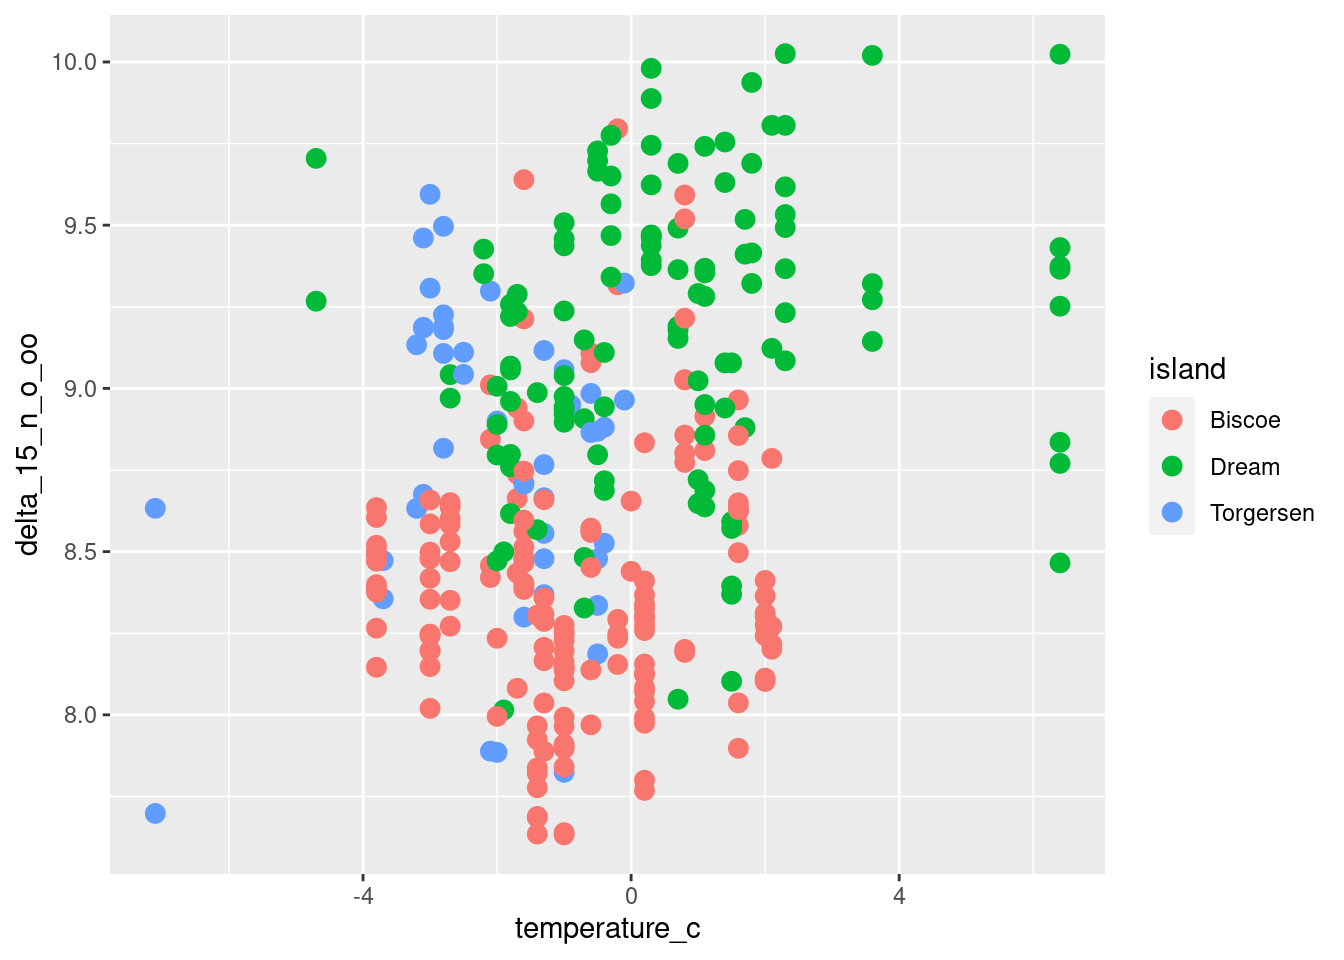 10.0
9.5
9.0
8.5
8.0
delta_15_n_o_oo
-4
0
4
temperature_c
island
Biscoe
Dream
Torgersen